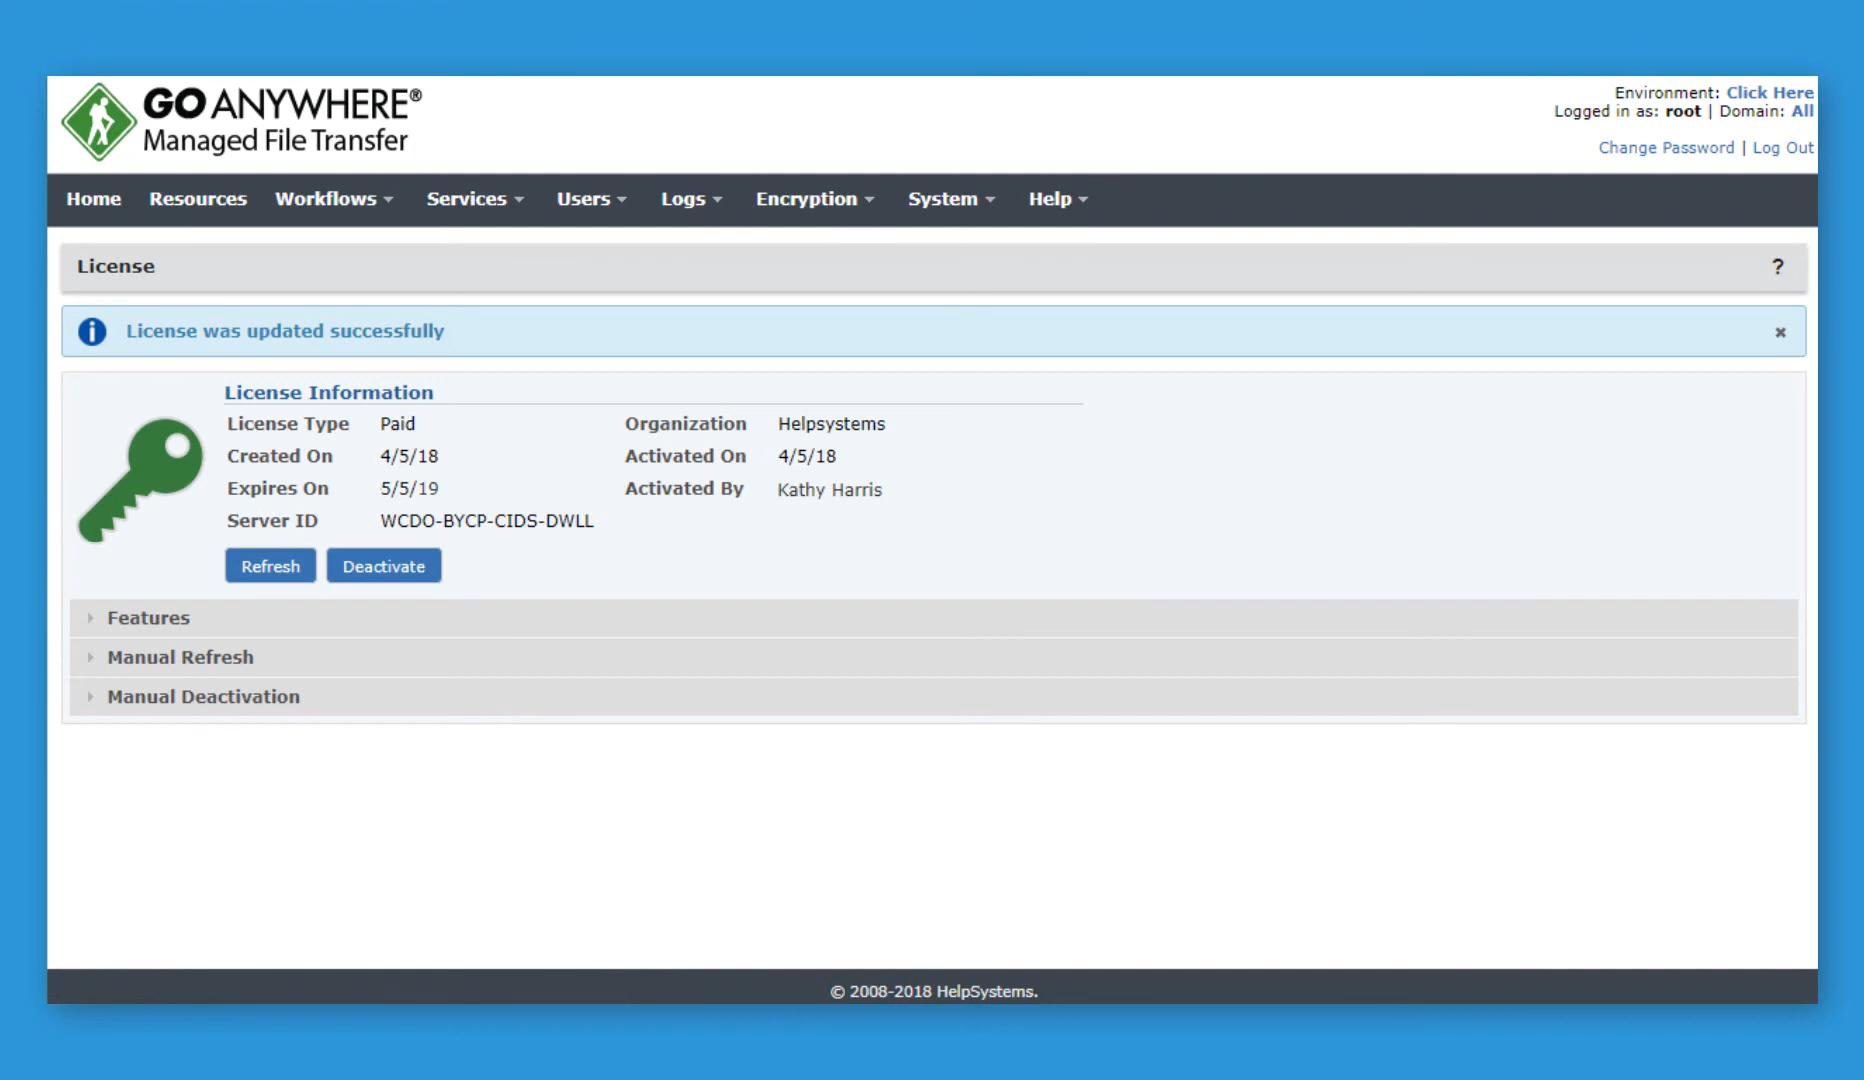 GO ANYWHERE®
Managed File Transfer
Environment: Click Here
Logged in as: root | Domain: All
Change Password | Log Out
Home Resources Workflows Services Users Logs Encryption System Help
License ?
License was updated successfully
License Information
License Type Paid Organization Helpsystems
Created On 4/5/18 Activated On 4/5/18
Expires On 5/5/19 Activated By Kathy Harris
Server ID WCDO-BYCP-CIDS-DWLL
Refresh Deactivate
Features
Manual Refresh
Manual Deactivation
© 2008-2018 HelpSystems.